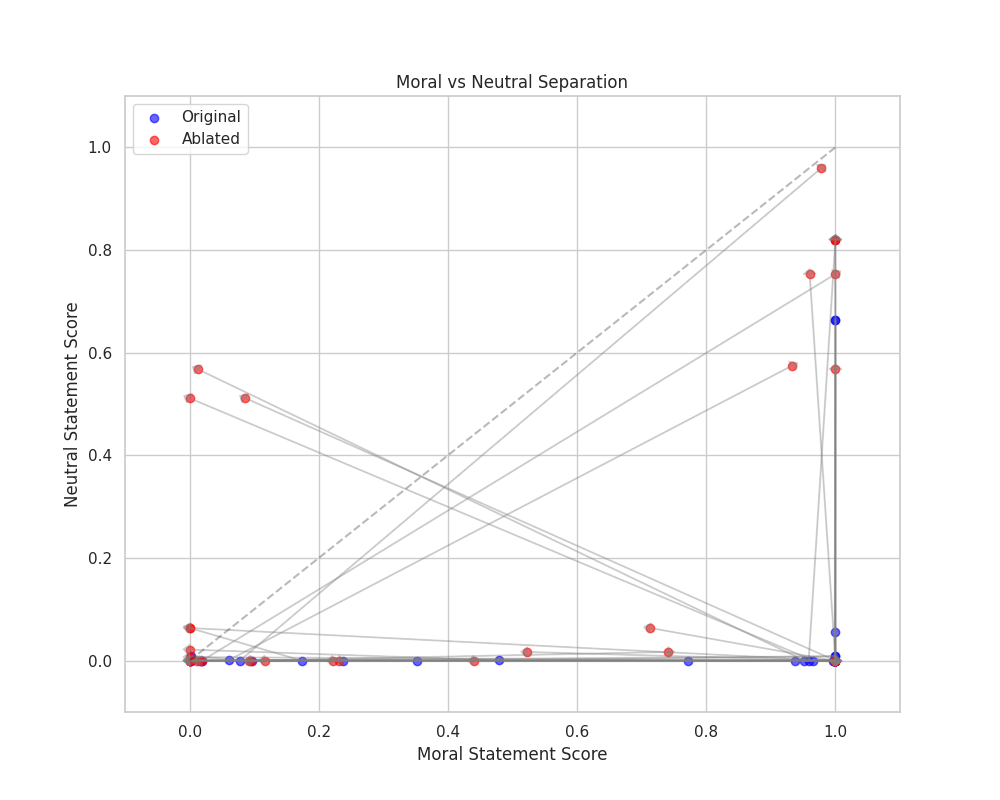 Moral vs Neutral Separation
Original
Ablated
Neutral Statement Score
1.0
0.8
0.6
0.4
0.2
0.0
0.0 0.2 0.4 0.6 0.8 1.0
Moral Statement Score